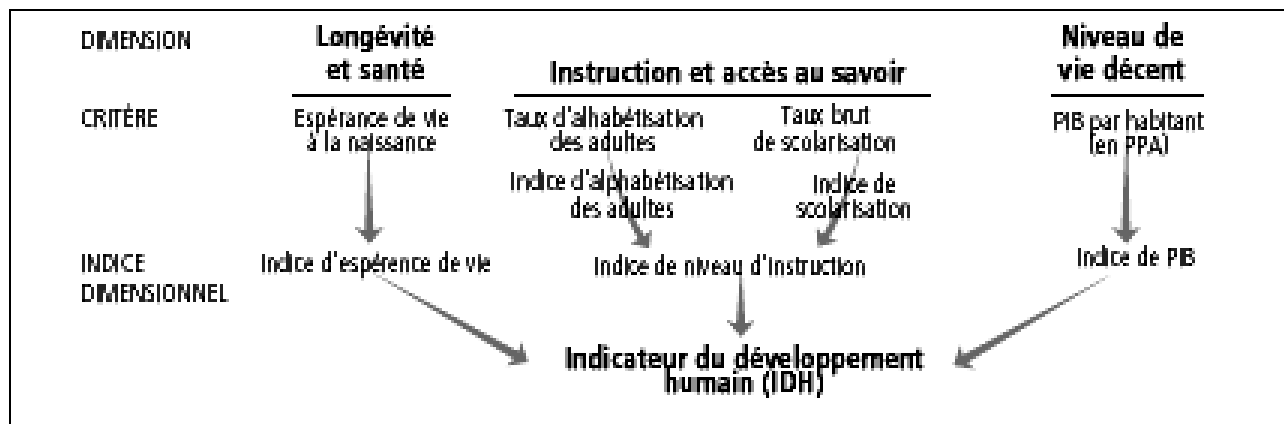 DIMENSION
Longévité
et santé
Instruction et accès au savoir
Niveau de
vie décent
CRITÈRE
Espérance de vie
à la naissance
Taux d'alhabétisation
des adultes
Taux brut
de scolarisation
PIB par habitant
(en PPA)
Indice d'alphabétisation
des adultes
Indice de
scolarisation
INDICE
DIMENSIONNEL
Indice d'espérence de vie
Indice de niveau d'instruction
Indice de PIB
Indicateur du développement
humain (IDH)